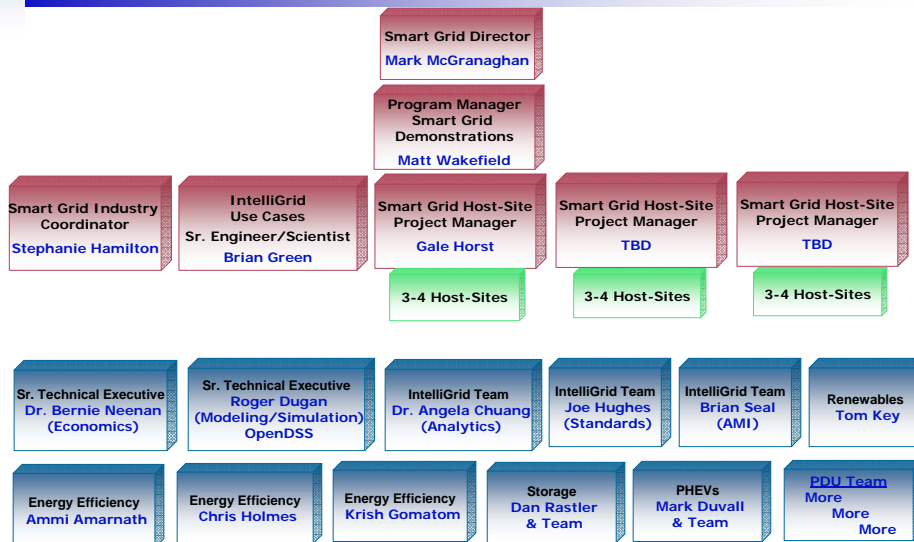 Smart Grid Director
Mark McGranaghan
Program Manager
Smart Grid
Demonstrations
Matt Wakefield
Smart Grid Industry
Coordinator
Stephanie Hamilton
IntelliGrid
Use Cases
Sr. Engineer/Scientist
Brian Green
Smart Grid Host-Site
Project Manager
Gale Horst
Smart Grid Host-Site
Project Manager
TBD
Smart Grid Host-Site
Project Manager
TBD
3-4 Host-Sites
3-4 Host-Sites
3-4 Host-Sites
Sr. Technical Executive
Dr. Bernie Neenan
(Economics)
Sr. Technical Executive
Roger Dugan
(Modeling/Simulation)
OpenDSS
IntelliGrid Team
Dr. Angela Chuang
(Analytics)
IntelliGrid Team
Joe Hughes
(Standards)
IntelliGrid Team
Brian Seal
(AMI)
Renewables
Tom Key
Energy Efficiency
Ammi Amarnath
Energy Efficiency
Chris Holmes
Energy Efficiency
Krish Gomatom
Storage
Dan Rastler
& Team
PHEVs
Mark Duvall
& Team
PDU Team
More
More
More